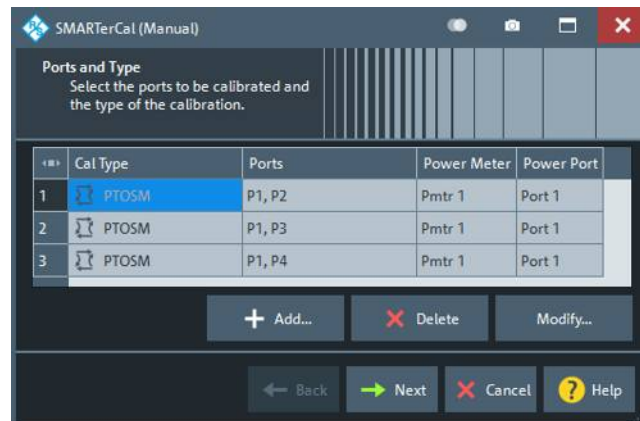 SMARTerCal (Manual)
Ports and Type
Select the ports to be calibrated and
the type of the calibration.
Cal Type Ports Power Meter Power Port
1 PTOSM P1, P2 Pmtr 1 Port 1
2 PTOSM P1, P3 Pmtr 1 Port 1
3 PTOSM P1, P4 Pmtr 1 Port 1
Add... Delete Modify...
Back Next Cancel ? Help